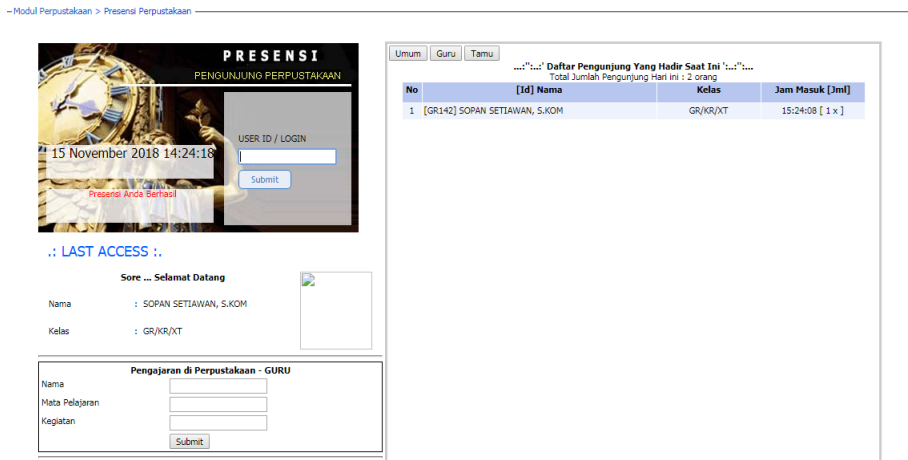 Modul Perpustakaan > Presensi Perpustakaan
PRESENSI
PENGUNJUNG PERPUSTAKAAN
USER ID / LOGIN
15 November 2018 14:24:18
Submit
Presensi Anda Berhasil
.: LAST ACCESS :.
Sore ... Selamat Datang
Nama : SOPAN SETIAWAN, S.KOM
Kelas : GR/KR/XT
Pengajaran di Perpustakaan - GURU
Nama
Mata Pelajaran
Kegiatan
Submit
Umum Guru Tamu
...:":...:' Daftar Pengunjung Yang Hadir Saat Ini ':...:":...
Total Jumlah Pengunjung Hari ini : 2 orang
No [Id] Nama Kelas Jam Masuk [Jml]
1 [GR142] SOPAN SETIAWAN, S.KOM GR/KR/XT 15:24:08 [ 1 x ]